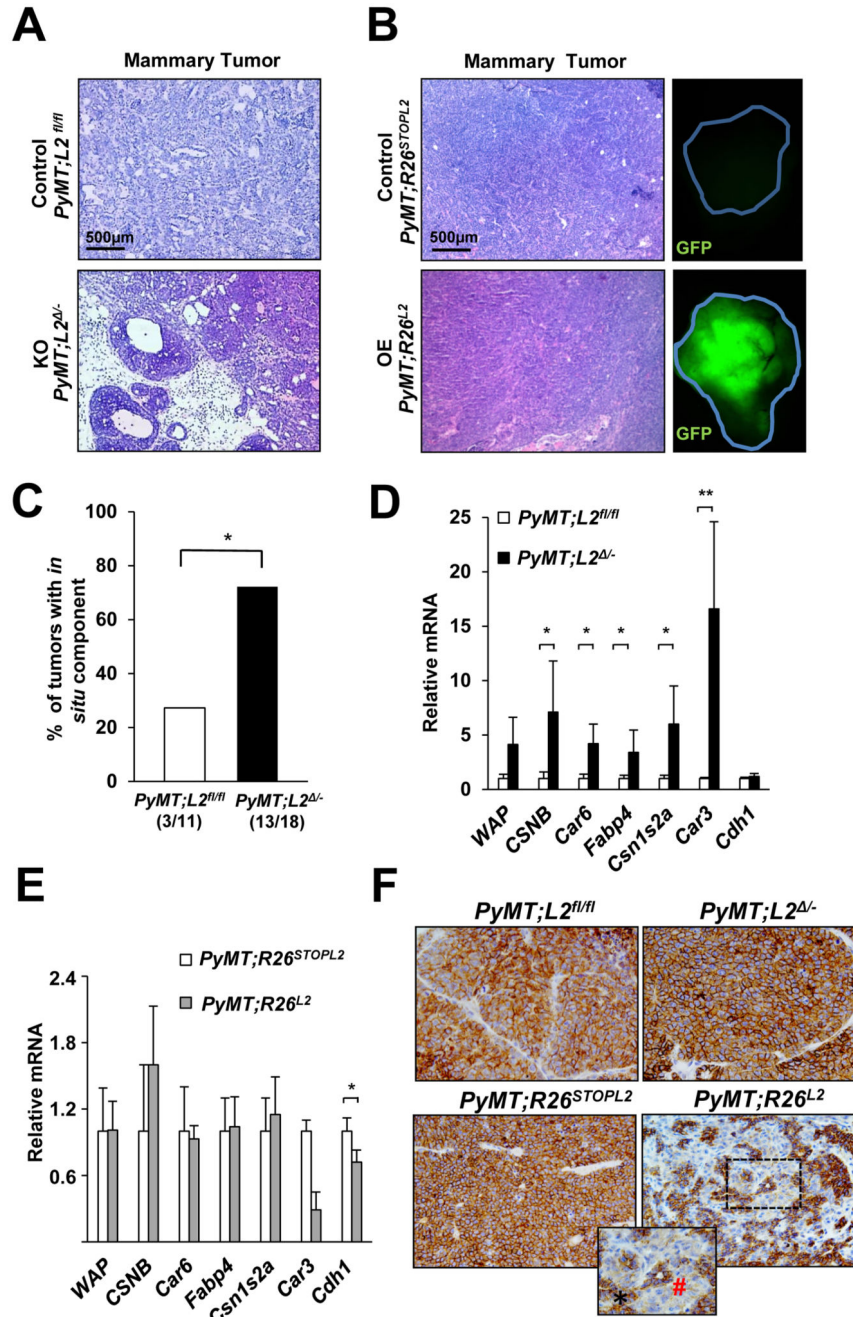 A
Mammary Tumor
Control
PyMT;L2 fl/fl
500µm
KO
PyMT;L2Δ/-
B
Mammary Tumor
Control
PyMT;R26STOPL2
500µm
GFP
OE
PyMT;R26L2
GFP
C
% of tumors with in
situ component
100
80
60
40
20
0
*
PyMT;L2fl/fl
(3/11)
PyMT;L2Δ/-
(13/18)
D
Relative mRNA
25
20
15
10
5
0
PyMT;L2fl/fl
PyMT;L2Δ/-
*
*
*
*
**
WAP
CSNB
Car6
Fabp4
Csn1s2a
Car3
Cdh1
E
Relative mRNA
2.4
1.8
1.2
0.6
PyMT;R26STOPL2
PyMT;R26L2
*
WAP
CSNB
Car6
Fabp4
Csn1s2a
Car3
Cdh1
F
PyMT;L2fl/fl
PyMT;L2Δ/-
PyMT;R26STOPL2
PyMT;R26L2
*
#